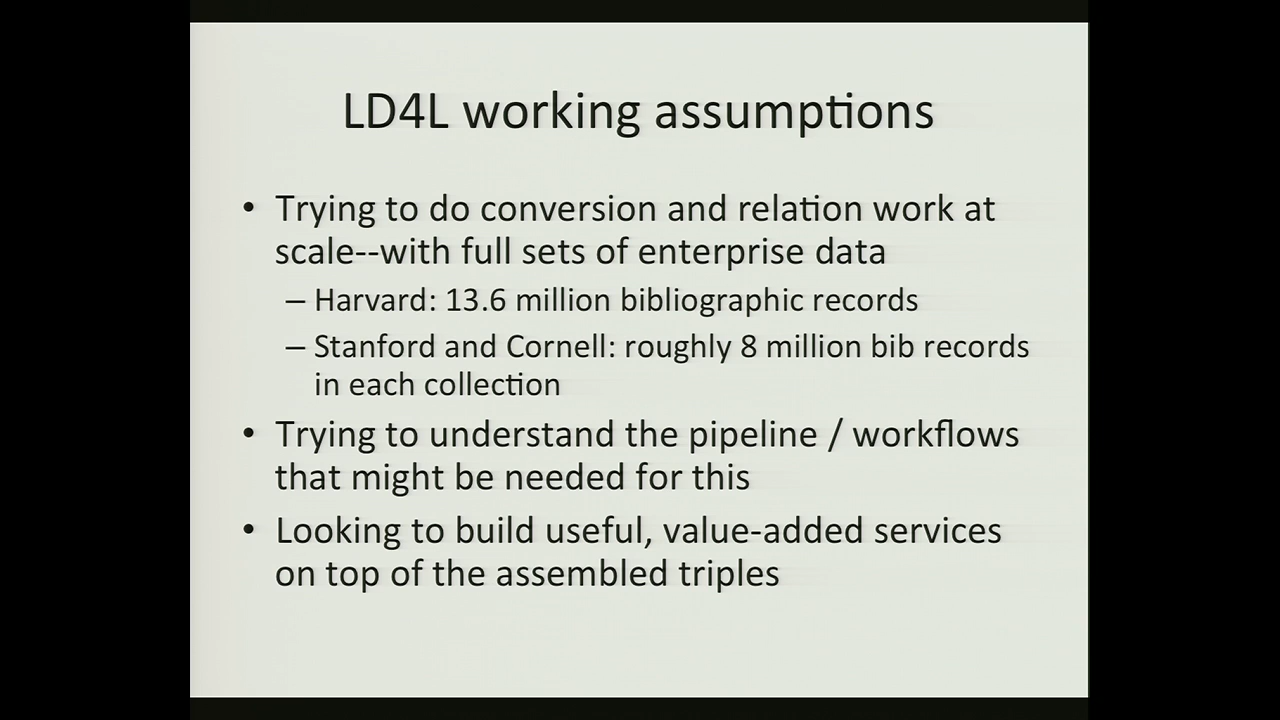 LD4L working assumptions
• Trying to do conversion and relation work at
scale--with full sets of enterprise data
– Harvard: 13.6 million bibliographic records
– Stanford and Cornell: roughly 8 million bib records
in each collection
• Trying to understand the pipeline / workflows
that might be needed for this
• Looking to build useful, value-added services
on top of the assembled triples